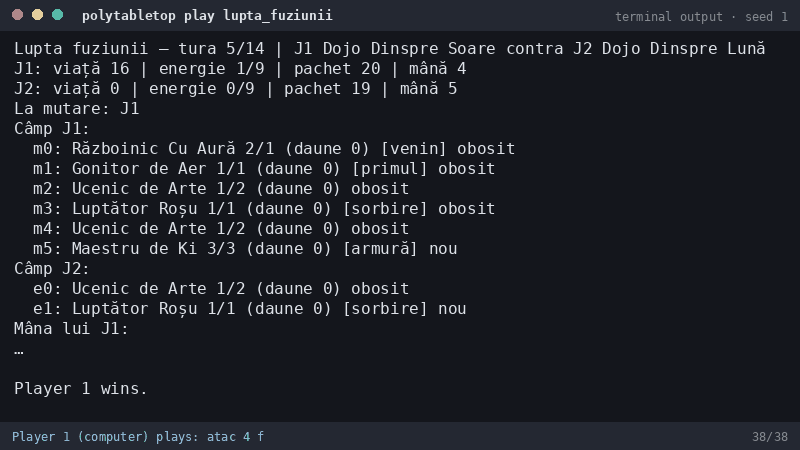 polytabletop play lupta_fuziunii
terminal output · seed 1
Lupta fuziunii — tura 5/14 | J1 Dojo Dinspre Soare contra J2 Dojo Dinspre Lună
J1: viață 16 | energie 1/9 | pachet 20 | mână 4
J2: viață 0 | energie 0/9 | pachet 19 | mână 5
La mutare: J1
Câmp J1:
m0: Războinic Cu Aură 2/1 (daune 0) [venin] obosit
m1: Gonitor de Aer 1/1 (daune 0) [primul] obosit
m2: Ucenic de Arte 1/2 (daune 0) obosit
m3: Luptător Roșu 1/1 (daune 0) [sorbire] obosit
m4: Ucenic de Arte 1/2 (daune 0) obosit
m5: Maestru de Ki 3/3 (daune 0) [armură] nou
Câmp J2:
e0: Ucenic de Arte 1/2 (daune 0) obosit
e1: Luptător Roșu 1/1 (daune 0) [sorbire] nou
Mâna lui J1:
…
Player 1 wins.
Player 1 (computer) plays: atac 4 f
38/38